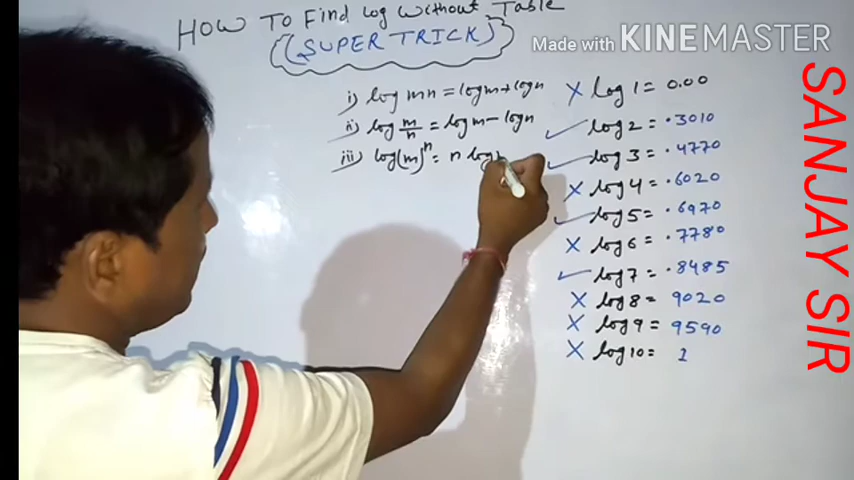 HOW To Find log Without Table
((SUPER TRICK))
Made with KINEMASTER
i) log mn = logm+logn
ii) log m/n = logm - logn
iii) log(m)^n = n log
× log 1 = 0.00
✓ log 2 = .3010
✓ log 3 = .4770
× log 4 = .6020
✓ log 5 = .6970
× log 6 = .7780
✓ log 7 = .8485
× log 8 = 9020
× log 9 = 9590
× log 10 = 1
SANJAY SIR